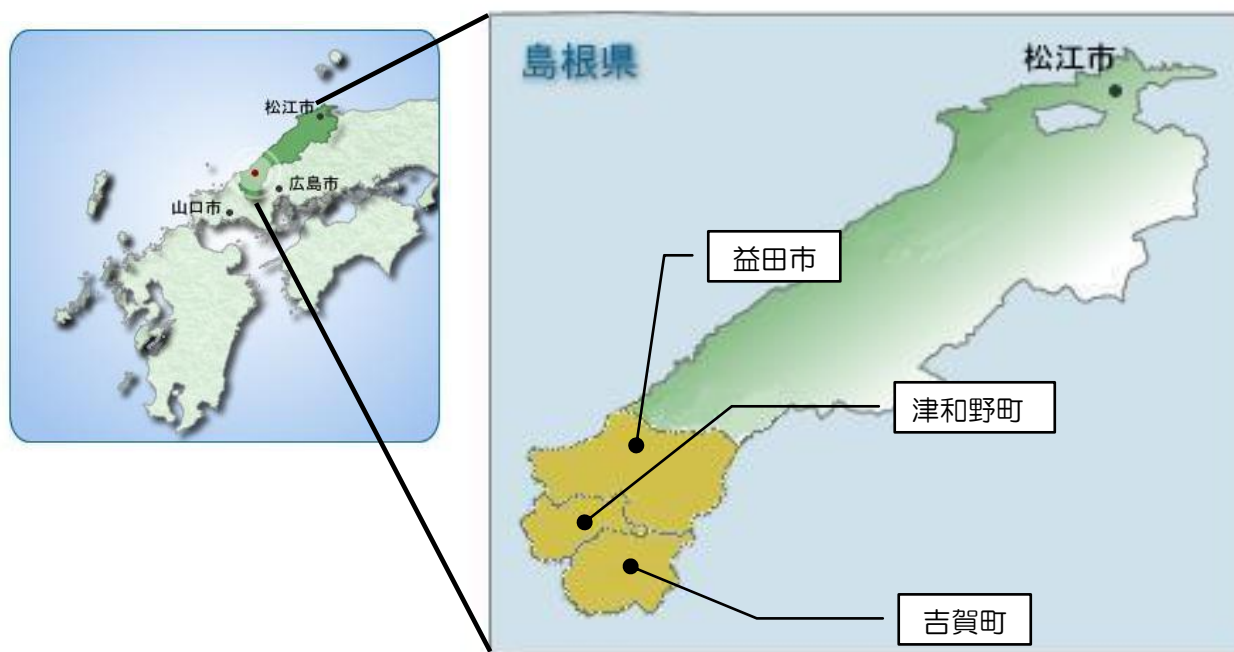 松江市
広島市
山口市
島根県
松江市
益田市
津和野町
吉賀町